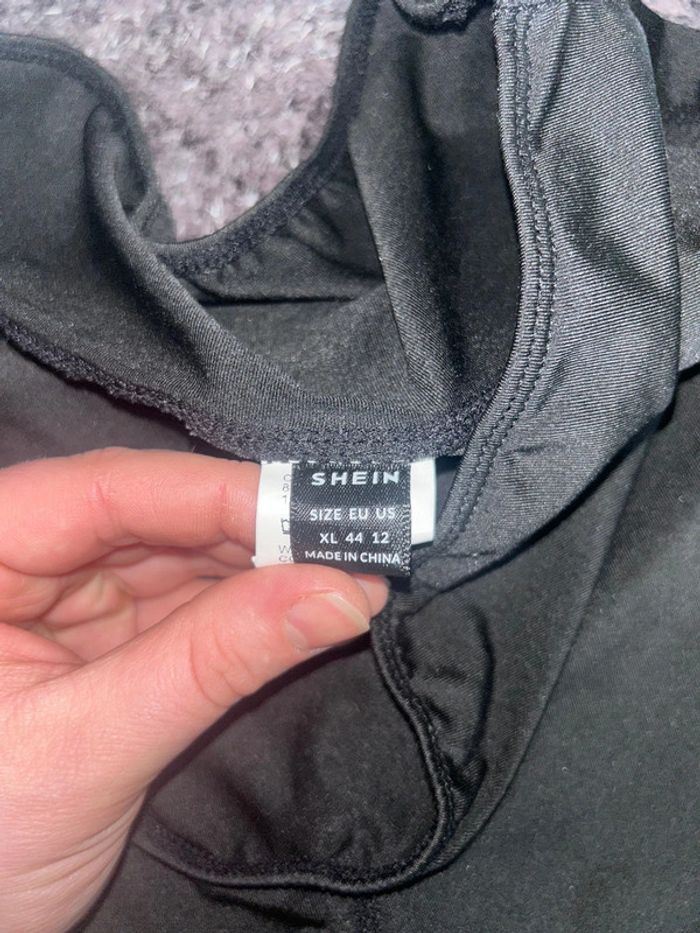 SHEIN
SIZE EU US
XL 44 12
MADE IN CHINA